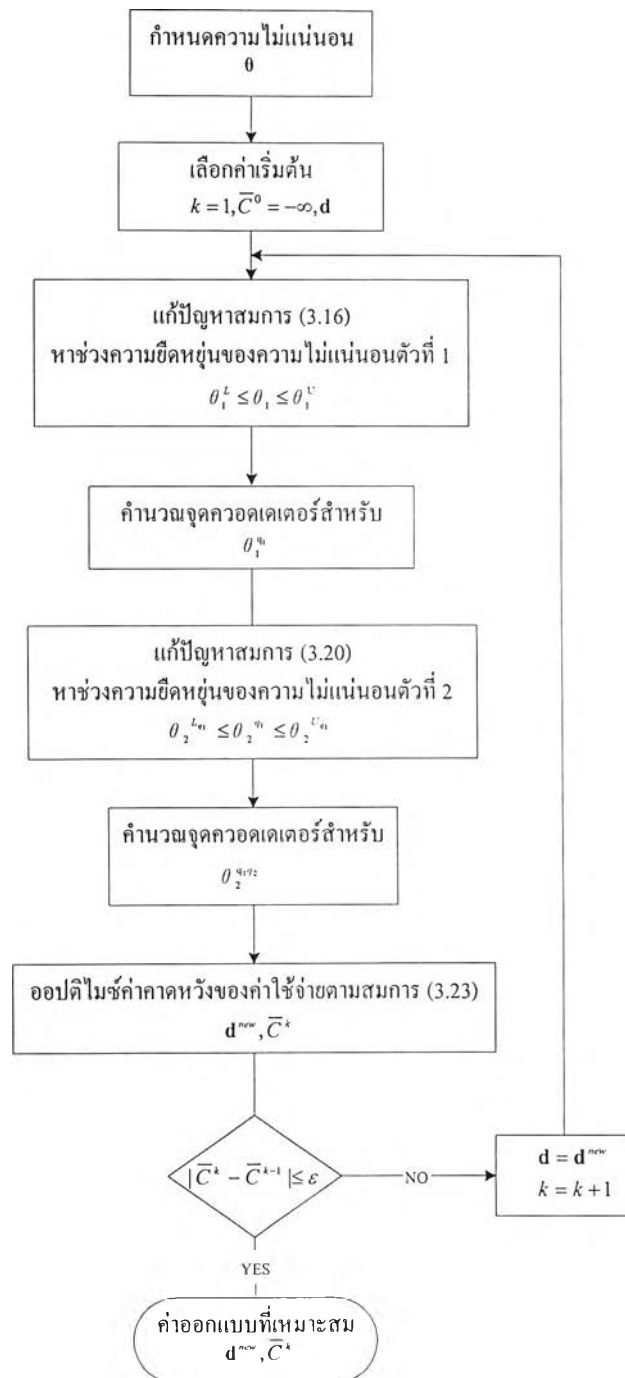 กำหนดความไม่แน่นอน
θ
เลือกค่าเริ่มต้น
k = 1, C̅⁰ = −∞, d
แก้ปัญหาสมการ (3.16)
หาช่วงความยืดหยุ่นของความไม่แน่นอนตัวที่ 1
θ₁ᴸ ≤ θ₁ ≤ θ₁ᵁ
คำนวณจุดควอดเดเตอร์สำหรับ
θ₁^{q₁}
แก้ปัญหาสมการ (3.20)
หาช่วงความยืดหยุ่นของความไม่แน่นอนตัวที่ 2
θ₂^{L_{q₁}} ≤ θ₂^{q₁} ≤ θ₂^{U_{q₁}}
คำนวณจุดควอดเดเตอร์สำหรับ
θ₂^{q₁q₂}
ออปติไมซ์ค่าคาดหวังของค่าใช้จ่ายตามสมการ (3.23)
d^{new}, C̅^k
| C̅^k − C̅^{k-1} | ≤ ε
NO
d = d^{new}
k = k + 1
YES
ค่าออกแบบที่เหมาะสม
d^{new}, C̅^k